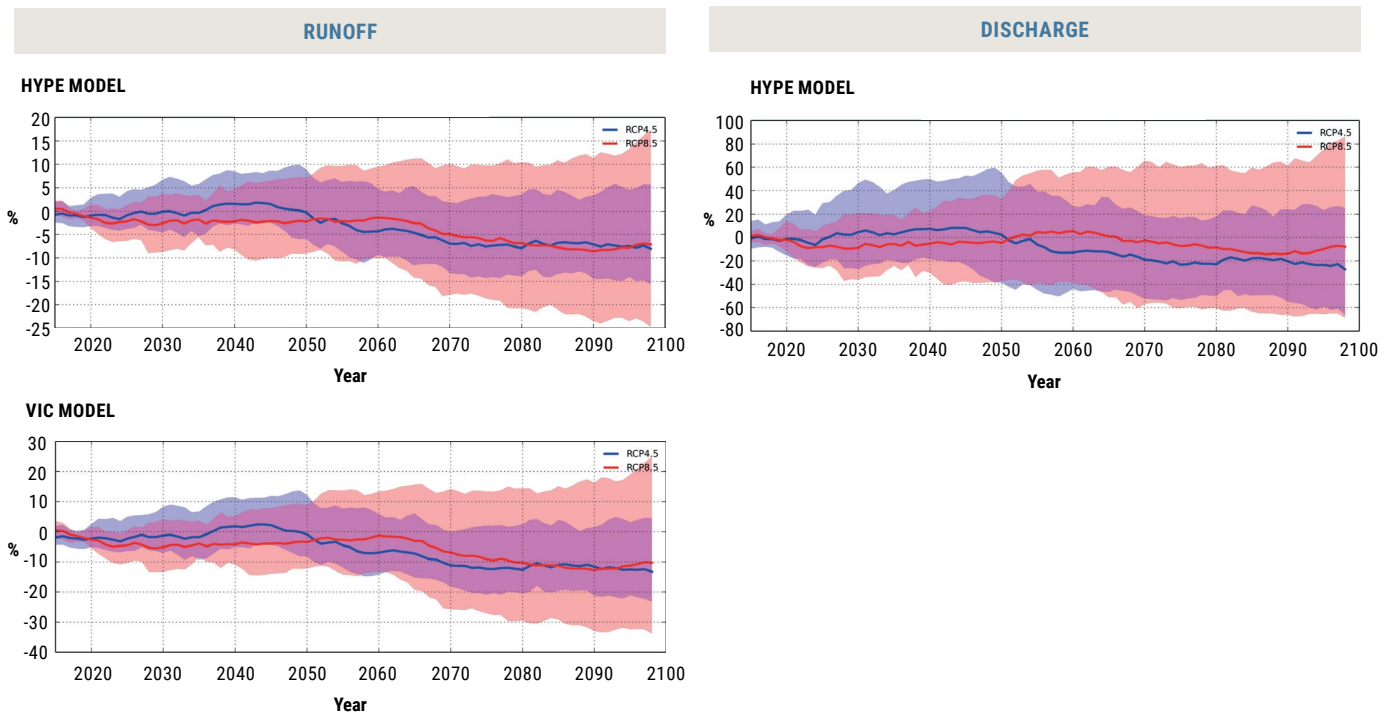 RUNOFF
HYPE MODEL
20
15
10
5
0
-5
-10
-15
-20
-25
%
RCP4.5
RCP8.5
2020 2030 2040 2050 2060 2070 2080 2090 2100
Year
VIC MODEL
30
20
10
0
-10
-20
-30
-40
%
RCP4.5
RCP8.5
2020 2030 2040 2050 2060 2070 2080 2090 2100
Year
DISCHARGE
HYPE MODEL
100
80
60
40
20
0
-20
-40
-60
-80
%
RCP4.5
RCP8.5
2020 2030 2040 2050 2060 2070 2080 2090 2100
Year